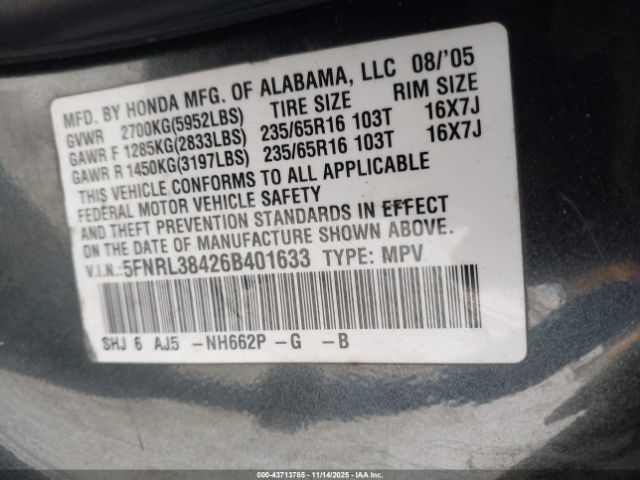 MFD. BY HONDA MFG. OF ALABAMA, LLC 08/'05
GVWR 2700KG(5952LBS) TIRE SIZE RIM SIZE
GAWR F 1285KG(2833LBS) 235/65R16 103T 16X7J
GAWR R 1450KG(3197LBS) 235/65R16 103T 16X7J
THIS VEHICLE CONFORMS TO ALL APPLICABLE
FEDERAL MOTOR VEHICLE SAFETY
AND THEFT PREVENTION STANDARDS IN EFFECT
ON THE DATE OF MANUFACTURE SHOWN ABOVE.
V.I.N.:5FNRL38426B401633 TYPE: MPV
SHJ 6 AJ5 -NH662P -G -B
00-43713785 - 11/14/2025 - IAAI Inc.